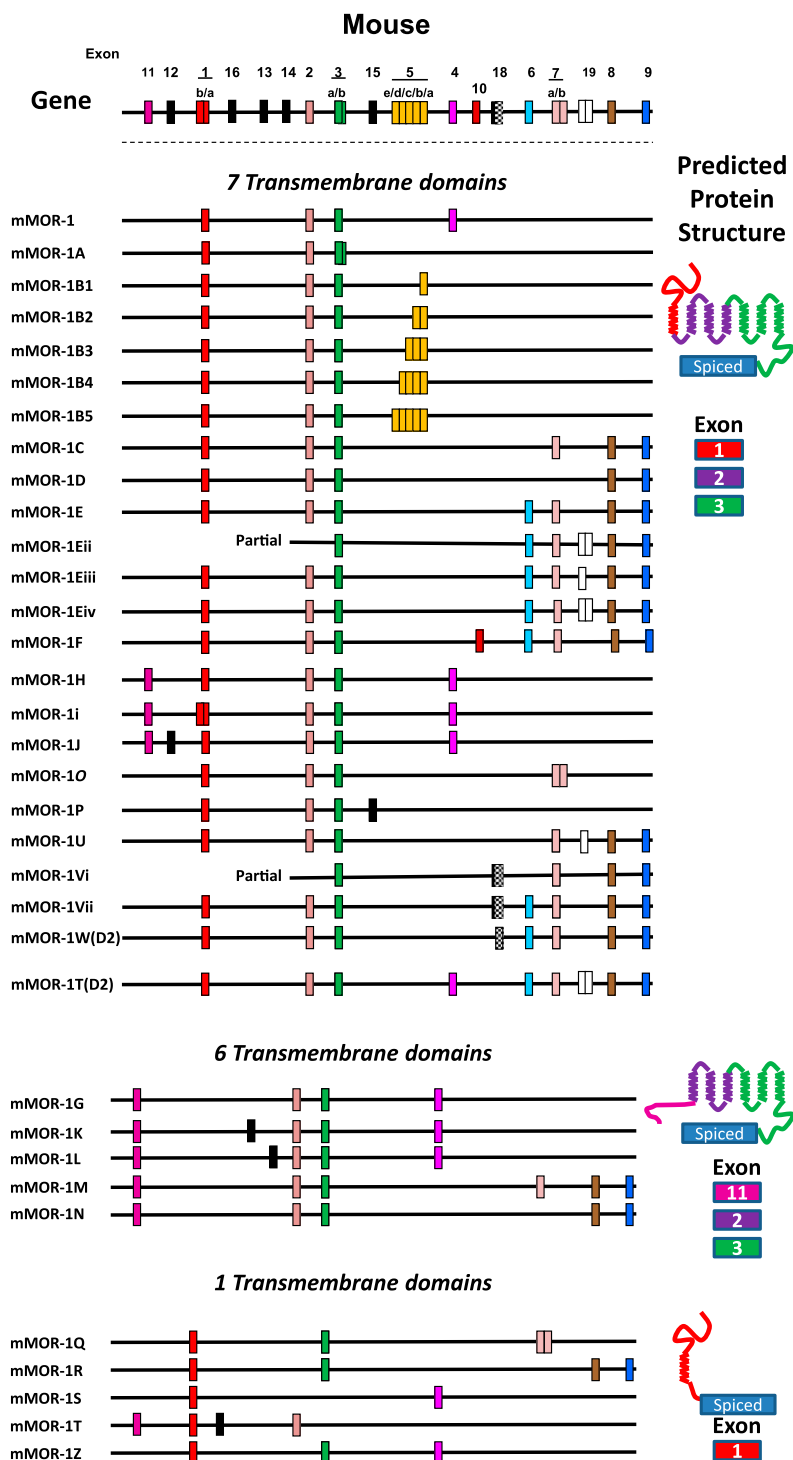 Mouse
Exon
11 12 1 16 13 14 2 3 15 5 4 10 18 6 7 19 8 9
Gene
b/a a/b e/d/c/b/a a/b
7 Transmembrane domains
Predicted
Protein
Structure
mMOR-1
mMOR-1A
mMOR-1B1
mMOR-1B2
mMOR-1B3
Spiced
mMOR-1B4
mMOR-1B5
Exon
mMOR-1C
1
mMOR-1D
2
mMOR-1E
3
mMOR-1Eii
Partial
mMOR-1Eiii
mMOR-1Eiv
mMOR-1F
mMOR-1H
mMOR-1i
mMOR-1J
mMOR-1O
mMOR-1P
mMOR-1U
mMOR-1Vi
Partial
mMOR-1Vii
mMOR-1W(D2)
mMOR-1T(D2)
6 Transmembrane domains
mMOR-1G
mMOR-1K
Spiced
mMOR-1L
Exon
mMOR-1M
11
mMOR-1N
2
3
1 Transmembrane domains
mMOR-1Q
mMOR-1R
mMOR-1S
Spiced
mMOR-1T
Exon
mMOR-1Z
1